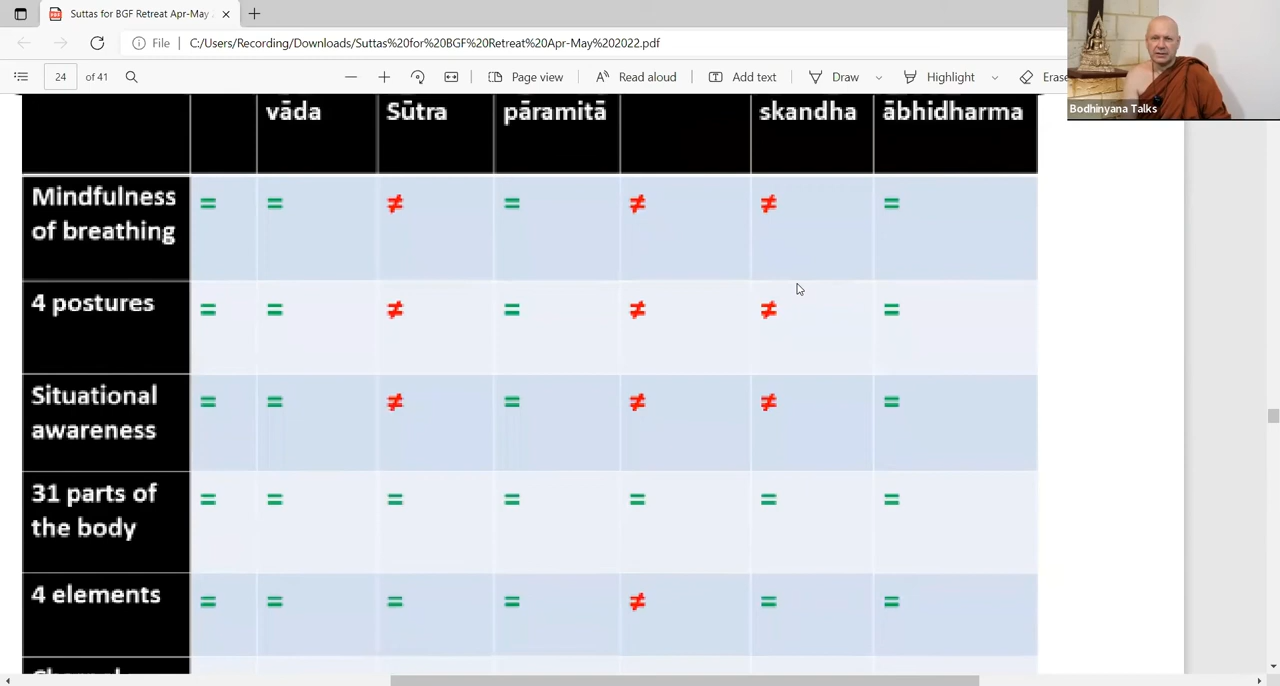 Suttas for BGF Retreat Apr-May
File C:/Users/Recording/Downloads/Suttas%20for%20BGF%20Retreat%20Apr-May%202022.pdf
24 of 41 Page view Read aloud Add text Draw Highlight Eras
Bodhinyana Talks
vāda Sūtra pāramitā skandha ābhidharma
Mindfulness = = ≠ = ≠ ≠ =
of breathing
4 postures = = ≠ = ≠ ≠ =
Situational = = ≠ = ≠ ≠ =
awareness
31 parts of = = = = = = =
the body
4 elements = = = = ≠ = =